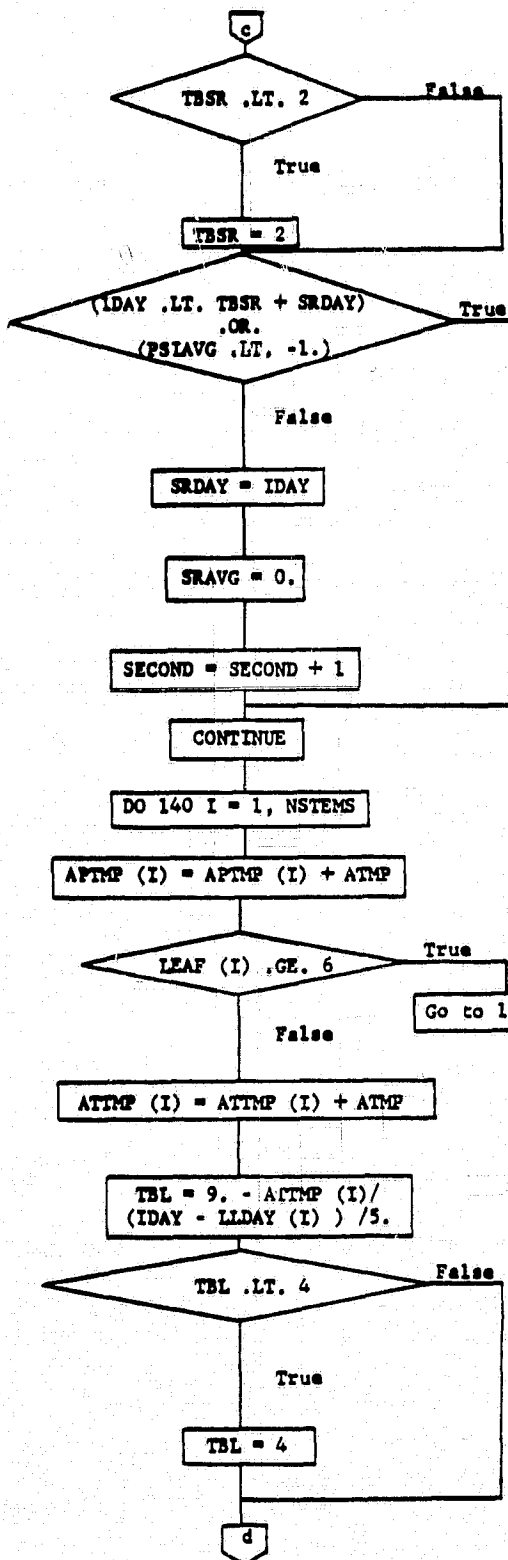 c
TBSR .LT. 2
False
True
TBSR = 2
(IDAY .LT. TBSR + SRDAY)
True
.OR.
(PSIAVG .LT. -1.)
False
SRDAY = IDAY
SRAVG = 0.
SECOND = SECOND + 1
CONTINUE
DO 140 I = 1, NSTEMS
APTMP (I) = APTMP (I) + ATMP
LEAF (I) .GE. 6
True
Go to 1
False
ATTMP (I) = ATTMP (I) + ATMP
TBL = 9. - ATTMP (I)/
(IDAY - LLDAY (I) ) /5.
TBL .LT. 4
False
True
TBL = 4
d